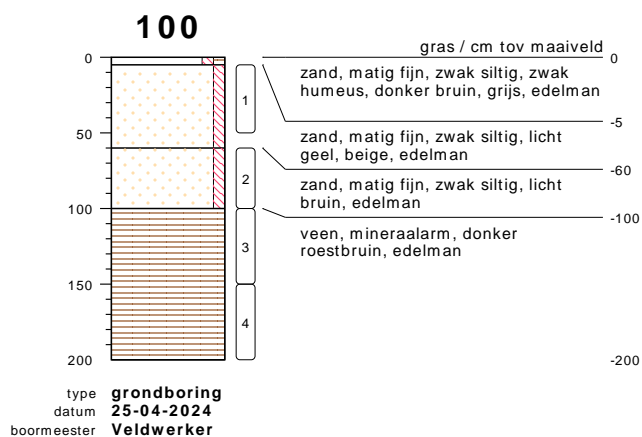 100
gras / cm tov maaiveld
0
0
zand, matig fijn, zwak siltig, zwak
humeus, donker bruin, grijs, edelman
1
-5
50
zand, matig fijn, zwak siltig, licht
geel, beige, edelman
-60
2
zand, matig fijn, zwak siltig, licht
bruin, edelman
100
-100
veen, mineraalarm, donker
roestbruin, edelman
3
150
4
200
-200
type grondboring
datum 25-04-2024
boormeester Veldwerker